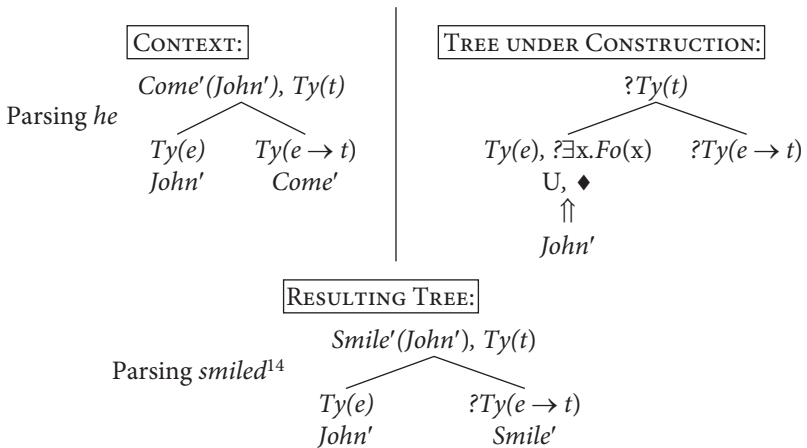 CONTEXT:
TREE UNDER CONSTRUCTION:
Come′(John′), Ty(t)
?Ty(t)
Parsing he
Ty(e) Ty(e → t)
Ty(e), ?∃x.Fo(x) ?Ty(e → t)
John′ Come′
U, ♦
⇑
John′
RESULTING TREE:
Smile′(John′), Ty(t)
Parsing smiled¹⁴
Ty(e) ?Ty(e → t)
John′ Smile′